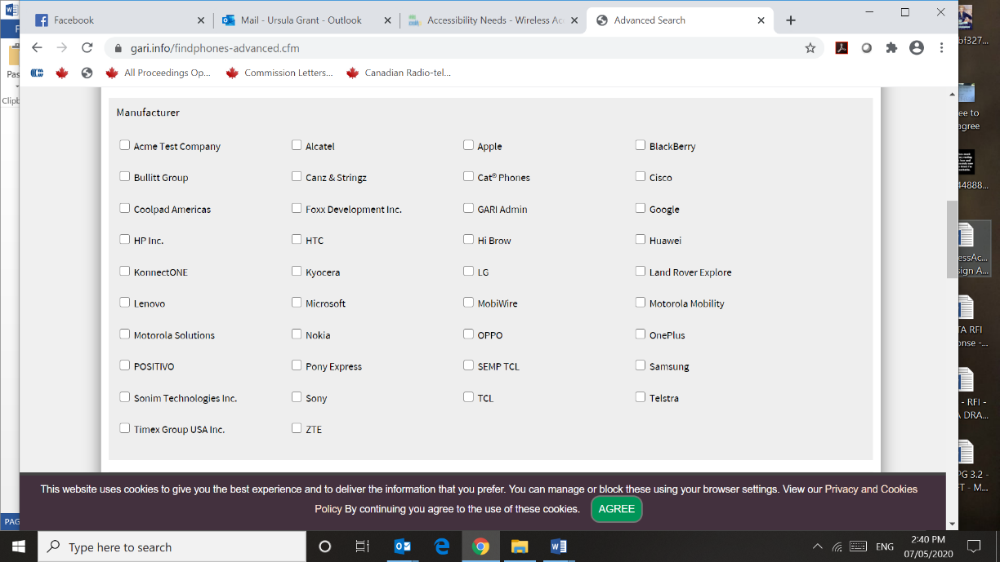 Facebook
Mail - Ursula Grant - Outlook
Accessibility Needs - Wireless Ac
Advanced Search
gari.info/findphones-advanced.cfm
All Proceedings Op...
Commission Letters...
Canadian Radio-tel...
Pas
Clipb
Manufacturer
Acme Test Company Alcatel Apple BlackBerry
Bullitt Group Canz & Stringz Cat® Phones Cisco
Coolpad Americas Foxx Development Inc. GARI Admin Google
HP Inc. HTC Hi Brow Huawei
KonnectONE Kyocera LG Land Rover Explore
Lenovo Microsoft MobiWire Motorola Mobility
Motorola Solutions Nokia OPPO OnePlus
POSITIVO Pony Express SEMP TCL Samsung
Sonim Technologies Inc. Sony TCL Telstra
Timex Group USA Inc. ZTE
This website uses cookies to give you the best experience and to deliver the information that you prefer. You can manage or block these using your browser settings. View our Privacy and Cookies
Policy By continuing you agree to the use of these cookies. AGREE
PAG
of327...
ee to
agree
44888...
essAc...
sign A...
TA RFI
onse -...
- RFI -
A DRA...
PG 3.2 -
FT - M...
Type here to search
ENG
2:40 PM
07/05/2020